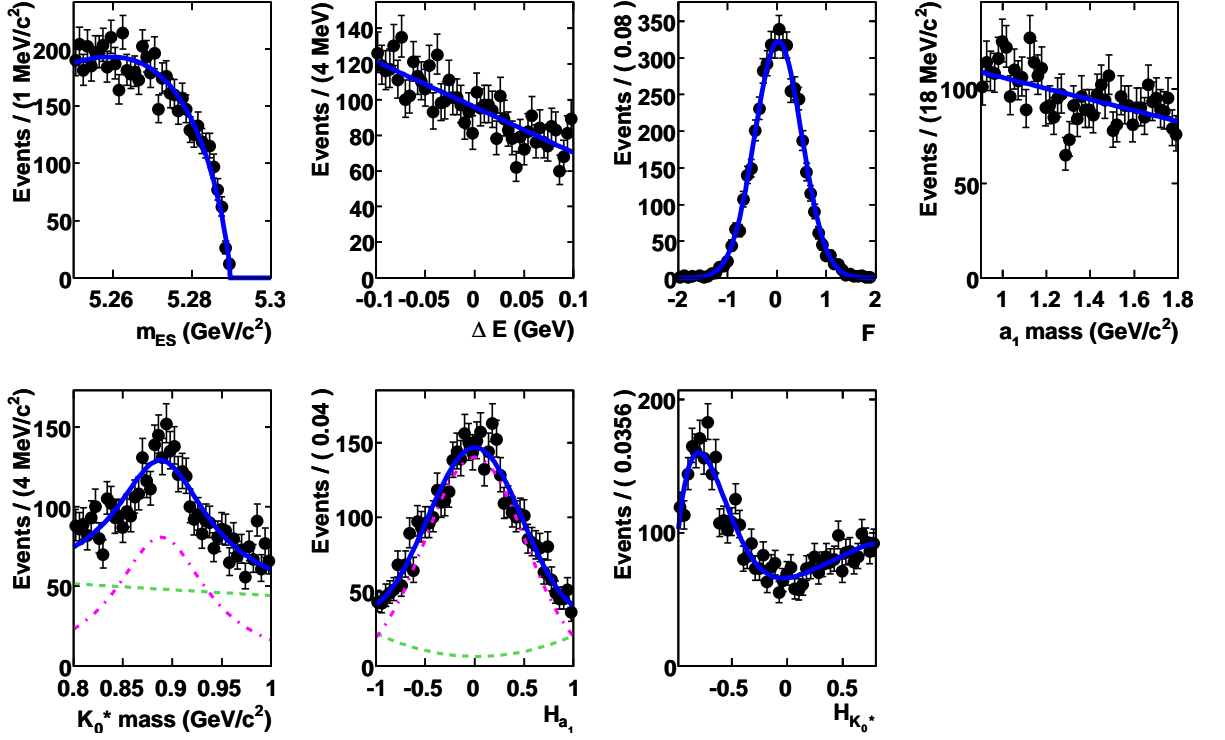 Events / (1 MeV/c²)
200
150
100
50
0
5.26 5.28 5.3
m_ES (GeV/c²)
Events / (4 MeV)
140
120
100
80
60
40
20
0
-0.1 -0.05 0 0.05 0.1
Δ E (GeV)
Events / ( 0.08 )
350
300
250
200
150
100
50
0
-2 -1 0 1 2
F
Events / (18 MeV/c²)
100
50
0
1 1.2 1.4 1.6 1.8
a₁ mass (GeV/c²)
Events / (4 MeV/c²)
150
100
50
0
0.8 0.85 0.9 0.95 1
K₀* mass (GeV/c²)
Events / ( 0.04 )
150
100
50
0
-1 -0.5 0 0.5 1
H_a₁
Events / ( 0.0356 )
200
100
0
-0.5 0 0.5
H_K₀*